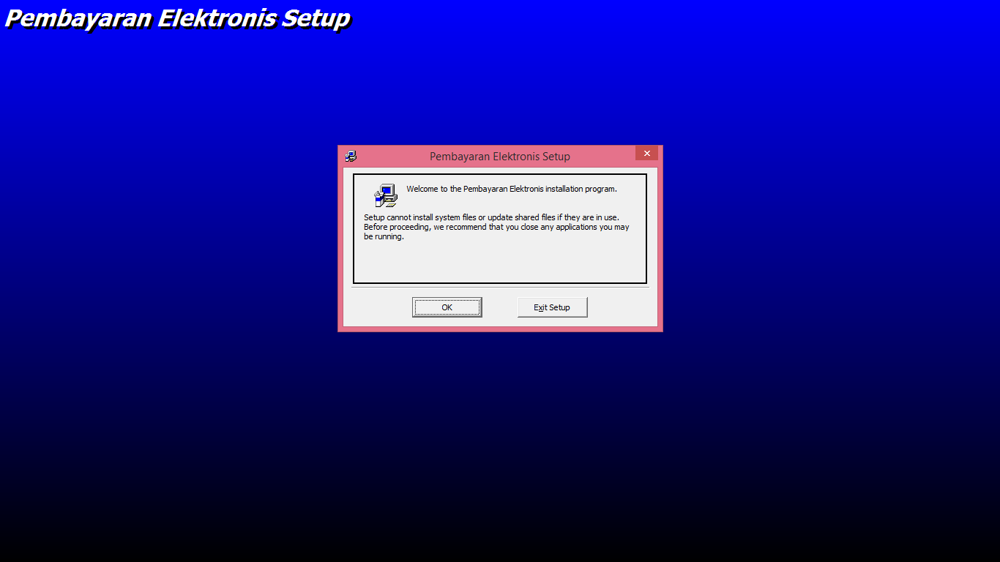 Pembayaran Elektronis Setup
Pembayaran Elektronis Setup
Welcome to the Pembayaran Elektronis installation program.
Setup cannot install system files or update shared files if they are in use.
Before proceeding, we recommend that you close any applications you may
be running.
OK
Exit Setup